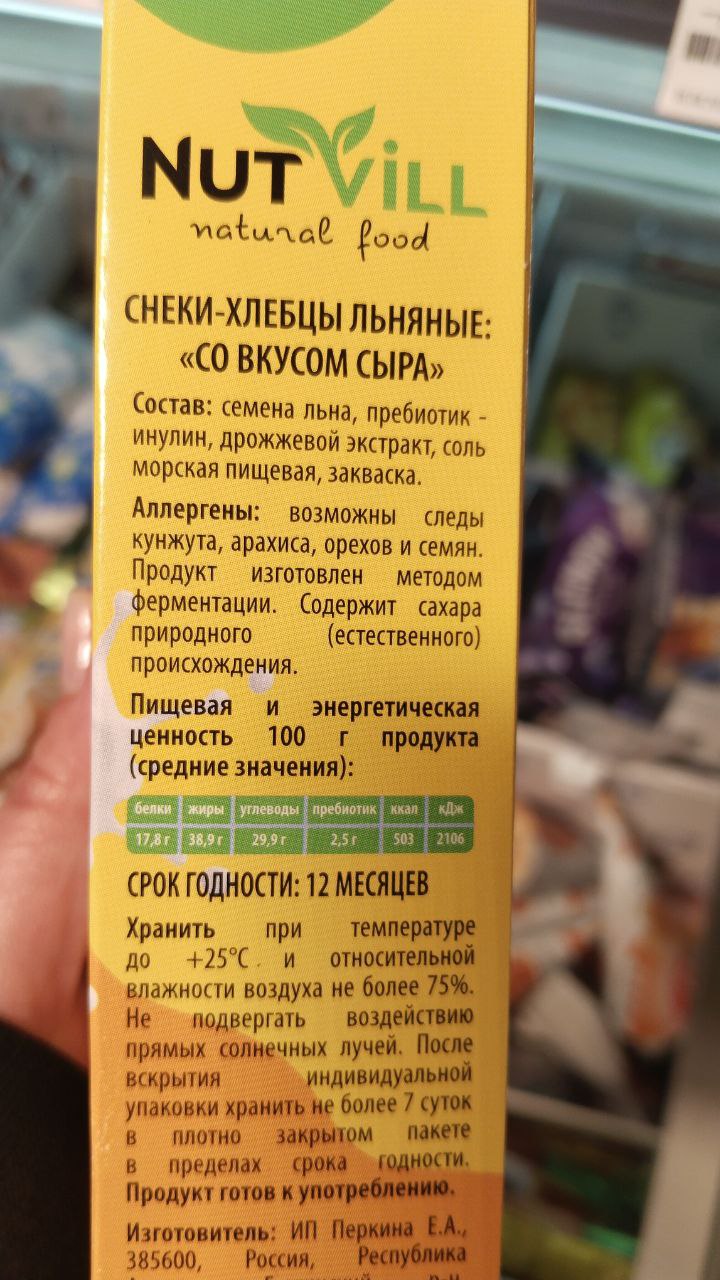 NUTViLL
natural food
СНЕКИ-ХЛЕБЦЫ ЛЬНЯНЫЕ:
«СО ВКУСОМ СЫРА»
Состав: семена льна, пребиотик -
инулин, дрожжевой экстракт, соль
морская пищевая, закваска.
Аллергены: возможны следы
кунжута, арахиса, орехов и семян.
Продукт изготовлен методом
ферментации. Содержит сахара
природного (естественного)
происхождения.
Пищевая и энергетическая
ценность 100 г продукта
(средние значения):
белки жиры углеводы пребиотик ккал кДж
17,8 г 38,9 г 29,9 г 2,5 г 503 2106
СРОК ГОДНОСТИ: 12 МЕСЯЦЕВ
Хранить при температуре
до +25°С и относительной
влажности воздуха не более 75%.
Не подвергать воздействию
прямых солнечных лучей. После
вскрытия индивидуальной
упаковки хранить не более 7 суток
в плотно закрытом пакете
в пределах срока годности.
Продукт готов к употреблению.
Изготовитель: ИП Перкина Е.А.,
385600, Россия, Республика